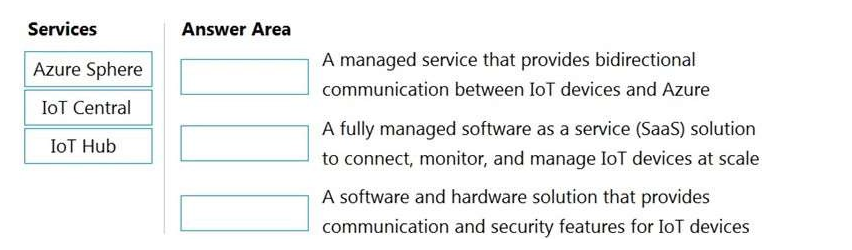 Services
Answer Area
Azure Sphere
IoT Central
IoT Hub
A managed service that provides bidirectional
communication between IoT devices and Azure
A fully managed software as a service (SaaS) solution
to connect, monitor, and manage IoT devices at scale
A software and hardware solution that provides
communication and security features for IoT devices